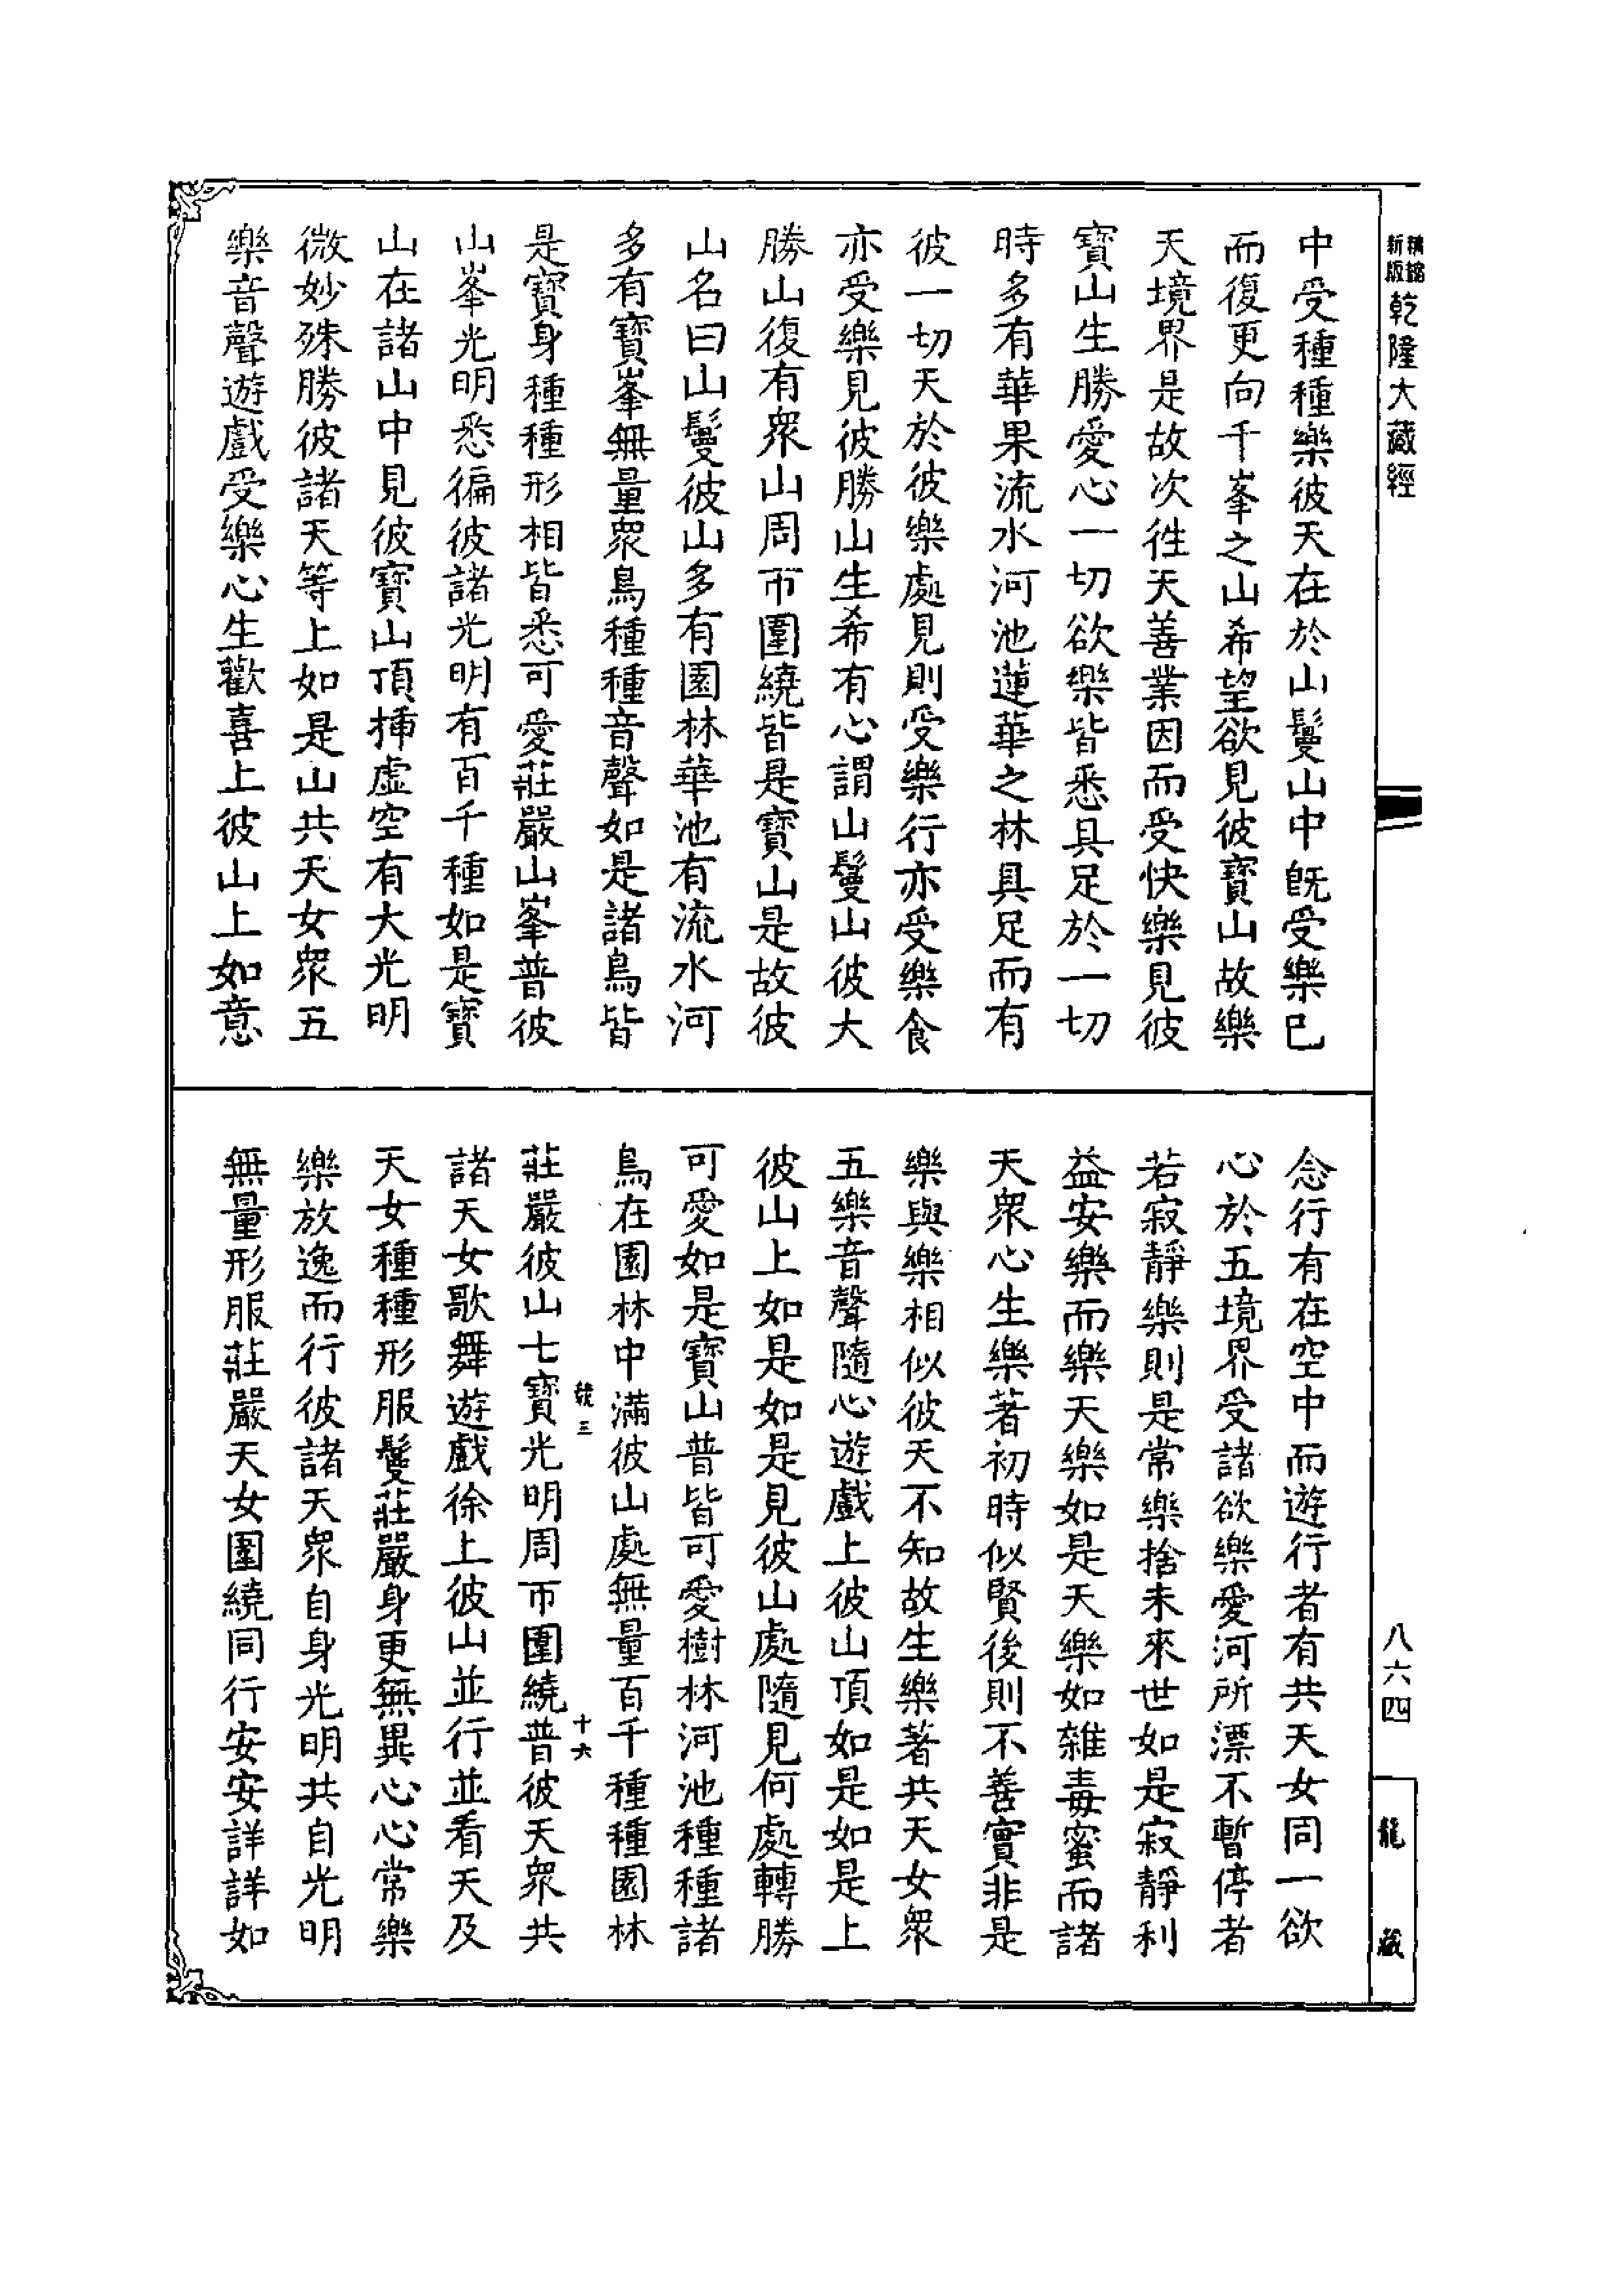 精縮新版乾隆大藏經
中受種種樂彼天在於山鬘山中旣受樂已
而復更向千峯之山希望欲見彼寶山故樂
天境界是故次徃天善業因而受快樂見彼
寶山生勝愛心一切欲樂皆悉具足於一切
時多有華果流水河池蓮華之林具足而有
彼一切天於彼樂處見則受樂行亦受樂食
亦受樂見彼勝山生希有心謂山鬘山彼大
勝山復有衆山周帀圍繞皆是寶山是故彼
山名曰山鬘彼山多有園林華池有流水河
多有寶峯無量衆鳥種種音聲如是諸鳥皆
是寶身種種形相皆悉可愛莊嚴山峯普彼
山峯光明悉徧彼諸光明有百千種如是寶
山在諸山中見彼寶山頂揷虛空有大光明
微妙殊勝彼諸天等上如是山共天女衆五
樂音聲遊戲受樂心生歡喜上彼山上如意
念行有在空中而遊行者有共天女同一欲
心於五境界受諸欲樂愛河所漂不暫停者
若寂靜樂則是常樂捨未來世如是寂靜利
益安樂而樂天樂如是天樂如雜毒蜜而諸
天衆心生樂著初時似賢後則不善實非是
樂與樂相似彼天不知故生樂著共天女衆
五樂音聲隨心遊戲上彼山頂如是如是上
彼山上如是如是見彼山處隨見何處轉勝
可愛如是寶山普皆可愛樹林河池種種諸
鳥在園林中滿彼山處無量百千種種園林
莊嚴彼山七寶光明周帀圍繞普彼天衆共
諸天女歌舞遊戲徐上彼山並行並看天及
天女種種形服鬘莊嚴身更無異心心常樂
樂放逸而行彼諸天衆自身光明共自光明
無量形服莊嚴天女圍繞同行安安詳詳如
號三
十六
八六四
龍藏